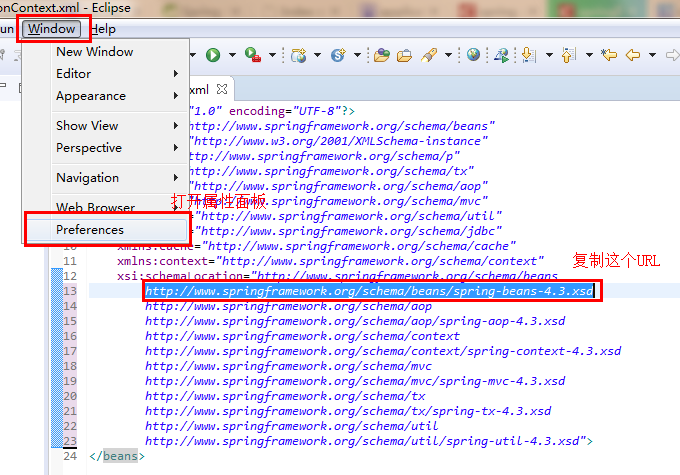 onContext.xml - Eclipse
un Window Help
New Window
Editor
Appearance
Show View
Perspective
Navigation
Web Browser
Preferences
打开属性面板
xml
"1.0" encoding="UTF-8"?>
http://www.springframework.org/schema/beans"
"http://www.w3.org/2001/XMLSchema-instance"
http://www.springframework.org/schema/p"
"http://www.springframework.org/schema/tx"
"http://www.springframework.org/schema/aop"
"http://www.springframework.org/schema/mvc"
="http://www.springframework.org/schema/util"
="http://www.springframework.org/schema/jdbc"
10 xmlns:cache="http://www.springframework.org/schema/cache"
11 xmlns:context="http://www.springframework.org/schema/context"
复制这个URL
12 xsi:schemaLocation="http://www.springframework.org/schema/beans
13 http://www.springframework.org/schema/beans/spring-beans-4.3.xsd
14 http://www.springframework.org/schema/aop
15 http://www.springframework.org/schema/aop/spring-aop-4.3.xsd
16 http://www.springframework.org/schema/context
17 http://www.springframework.org/schema/context/spring-context-4.3.xsd
18 http://www.springframework.org/schema/mvc
19 http://www.springframework.org/schema/mvc/spring-mvc-4.3.xsd
20 http://www.springframework.org/schema/tx
21 http://www.springframework.org/schema/tx/spring-tx-4.3.xsd
22 http://www.springframework.org/schema/util
23 http://www.springframework.org/schema/util/spring-util-4.3.xsd">
24 </beans>